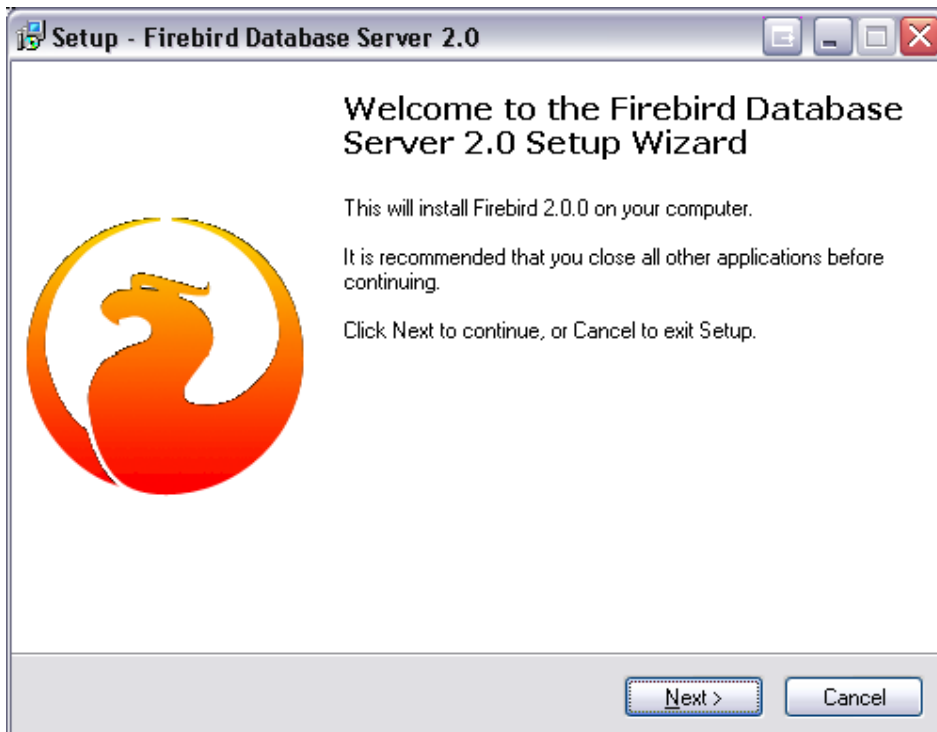 Setup - Firebird Database Server 2.0
Welcome to the Firebird Database
Server 2.0 Setup Wizard
This will install Firebird 2.0.0 on your computer.
It is recommended that you close all other applications before
continuing.
Click Next to continue, or Cancel to exit Setup.
Next >
Cancel